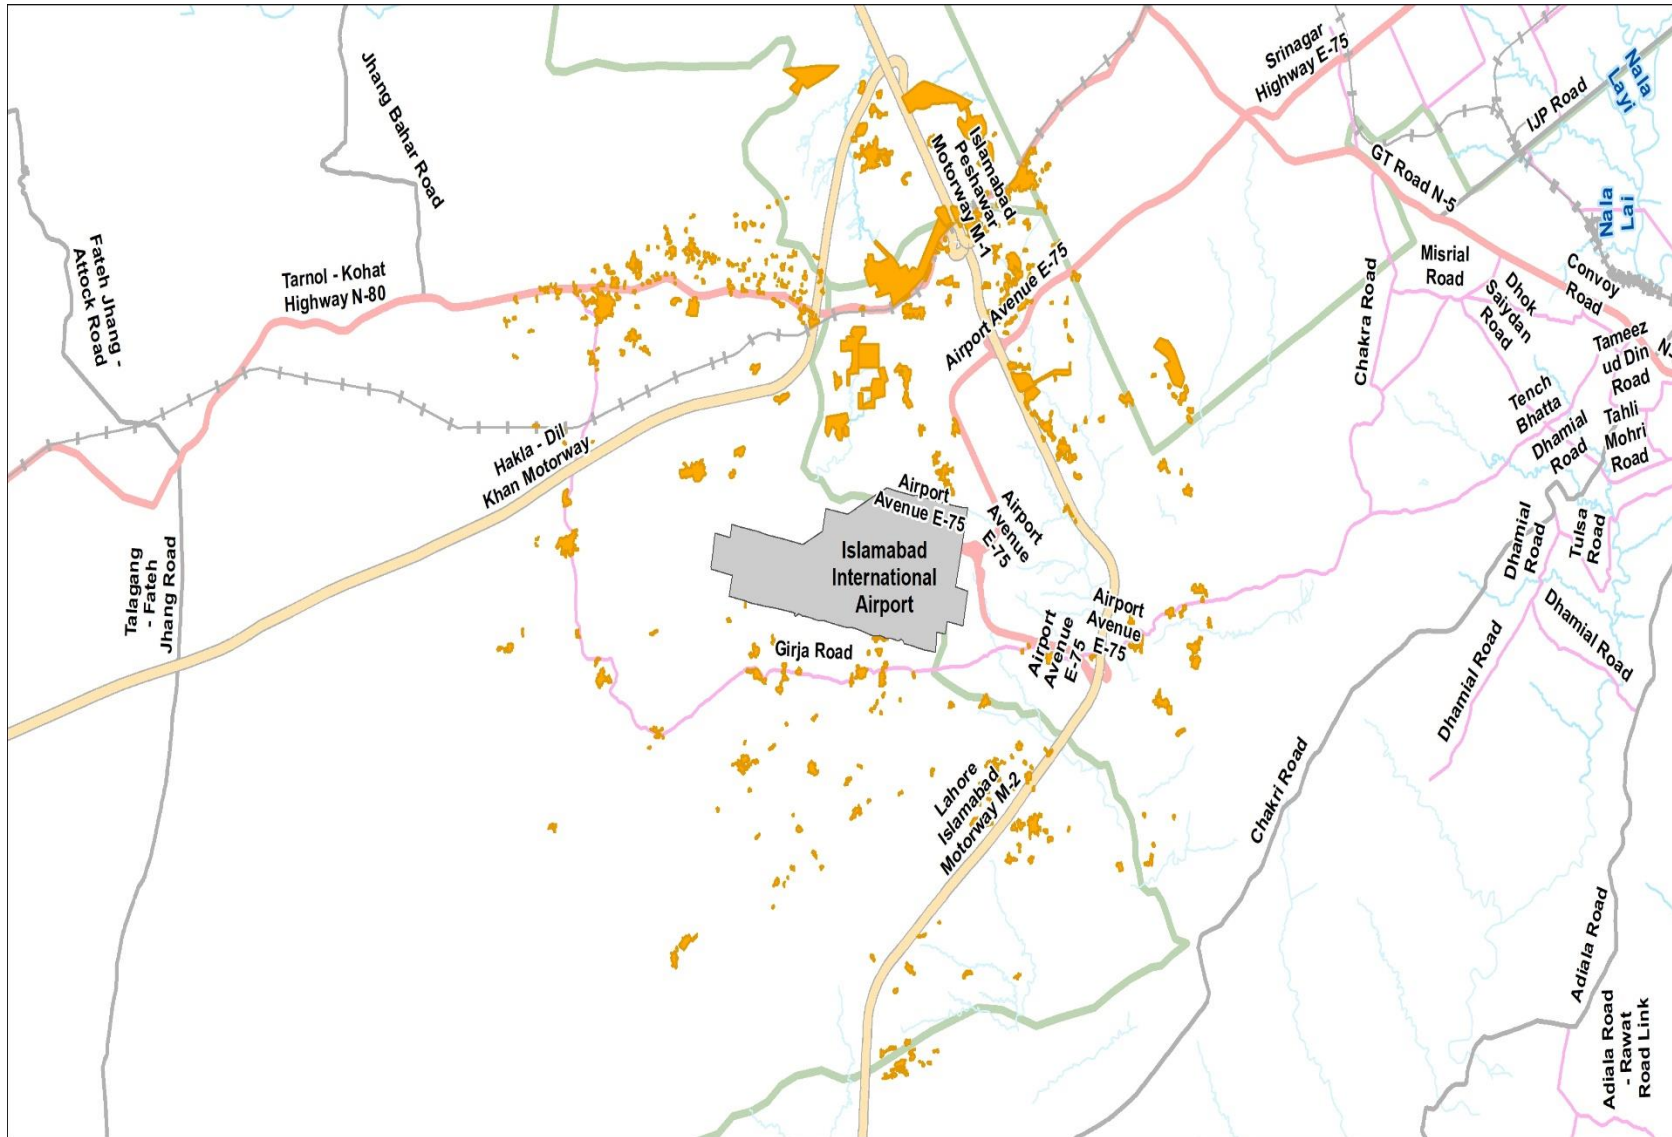 Srinagar
Highway E-75
Nala
Layi
IJP Road
Jhang Bahar Road
Islamabad
Peshawar
Motorway M-1
GT Road N-5
Nala
Lai
Fateh Jhang -
Attock Road
Tarnol - Kohat
Highway N-80
Airport Avenue E-75
Chakra Road
Misrial
Road
Dhok
Saiydan
Road
Convoy
Road
Tameez
ud Din
Road
Tench
Bhatta
Dhamial
Road
Tahli
Mohri
Road
Hakla - Dil
Khan Motorway
Airport
Avenue E-75
Airport
Avenue
E-75
Islamabad
International
Airport
Dhamial
Road
Tulsa
Road
Talagang
- Fateh
Jhang Road
Girja Road
Airport
Avenue
E-75
Airport
Avenue
E-75
Dhamial Road
Dhamial Road
Lahore
Islamabad
Motorway M-2
Chakri Road
Adiala Road
Adiala Road
- Rawat
Road Link